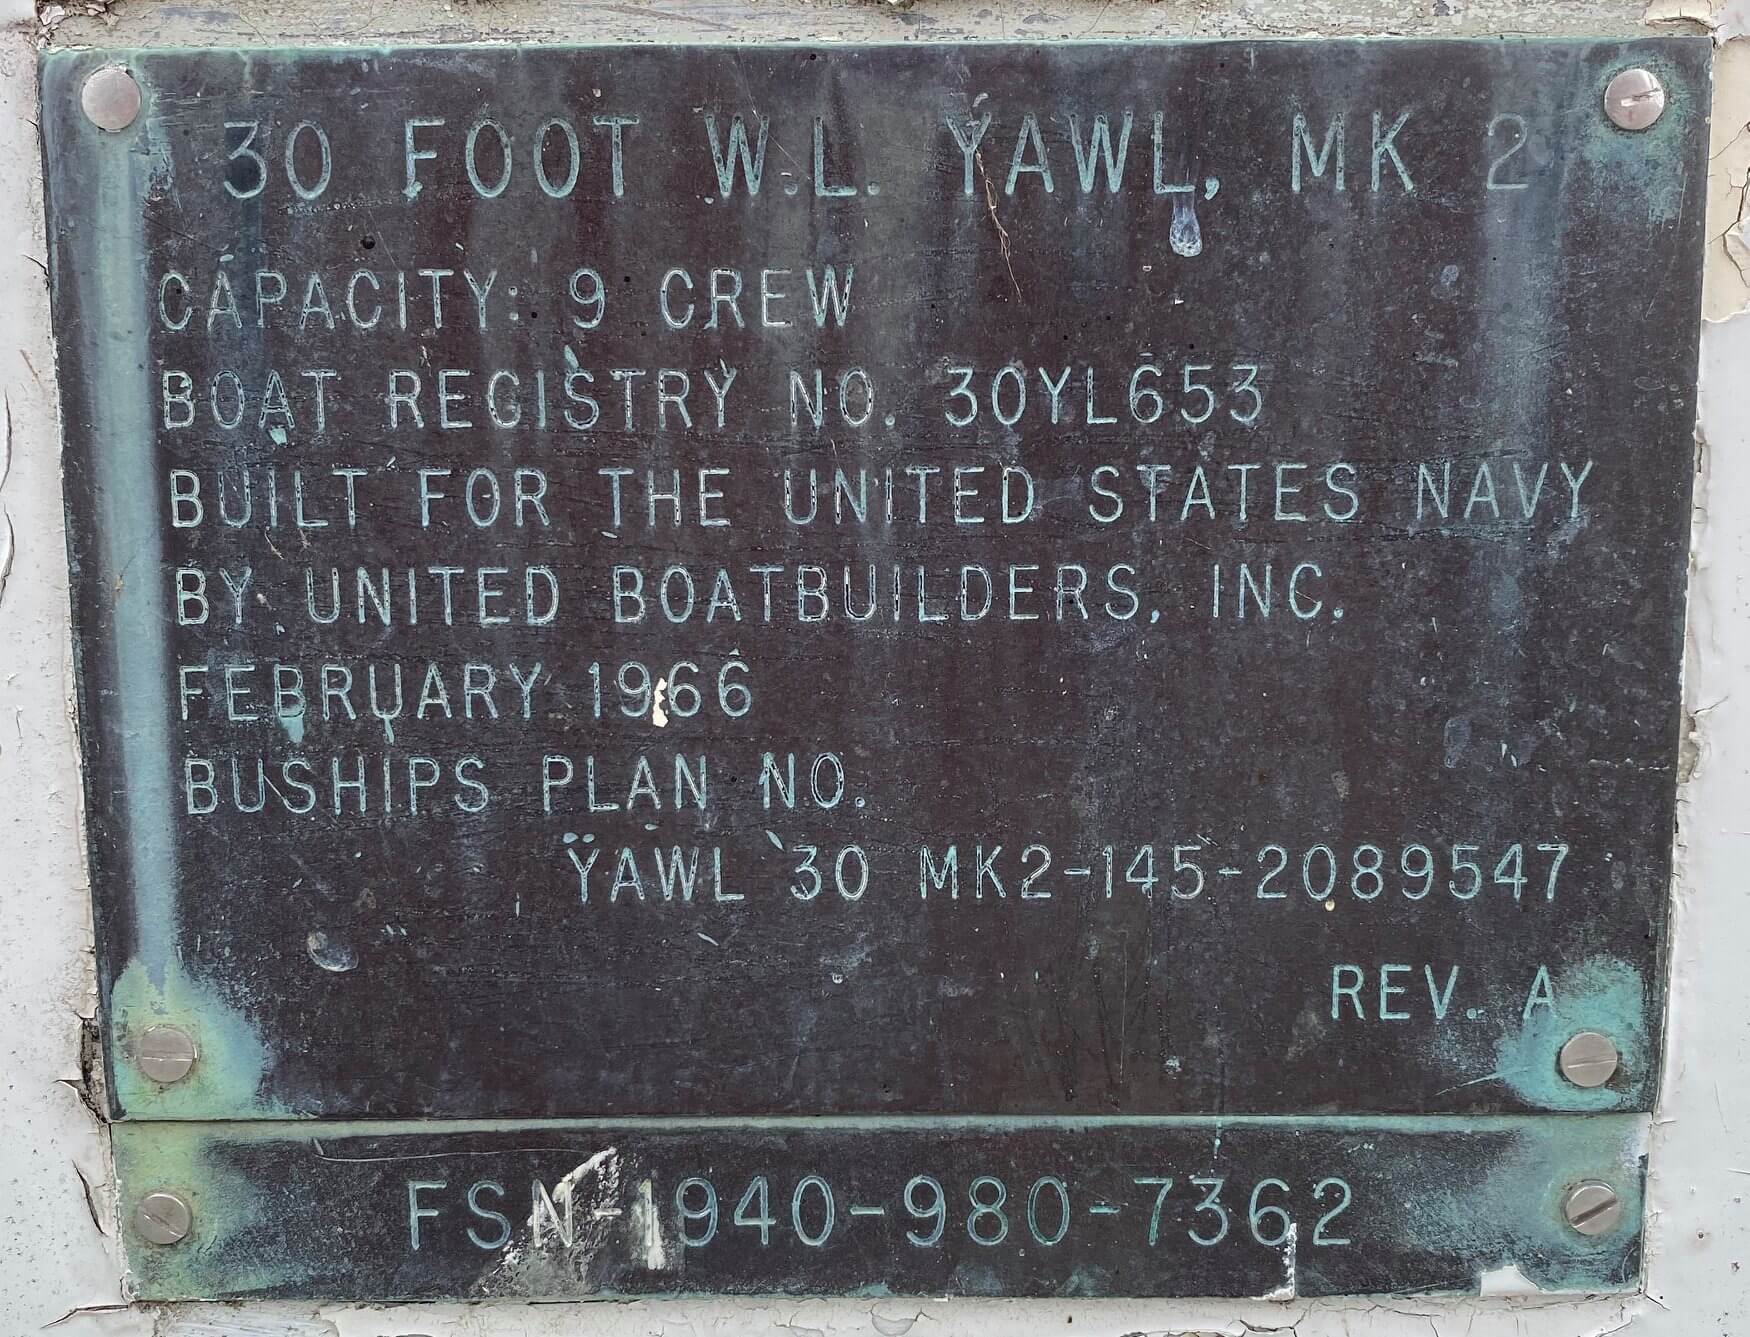 30 FOOT W.L. YAWL, MK 2
CAPACITY: 9 CREW
BOAT REGISTRY NO. 30YL653
BUILT FOR THE UNITED STATES NAVY
BY UNITED BOATBUILDERS, INC.
FEBRUARY 1966
BUSHIPS PLAN NO.
YAWL 30 MK2-145-2089547
REV. A
FSN-1940-980-7362